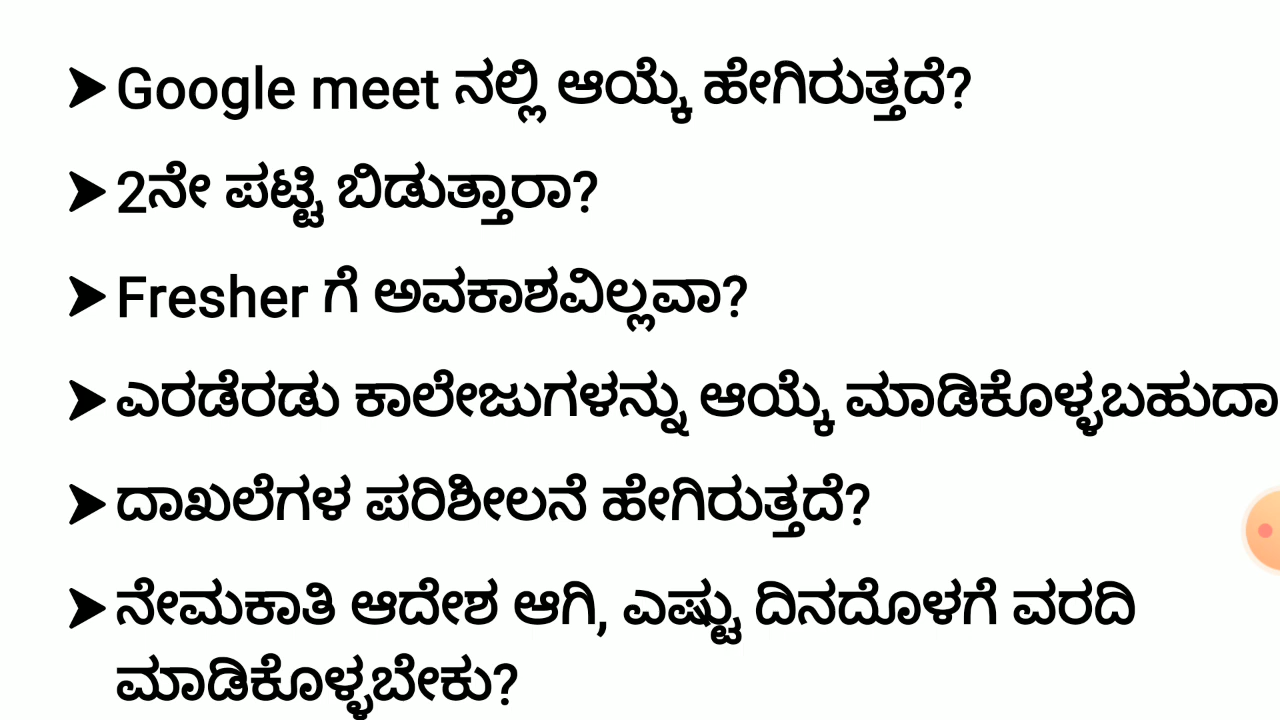 ➤ Google meet ನಲ್ಲಿ ಆಯ್ಕೆ ಹೇಗಿರುತ್ತದೆ?
➤ 2ನೇ ಪಟ್ಟಿ ಬಿಡುತ್ತಾರಾ?
➤ Fresher ಗೆ ಅವಕಾಶವಿಲ್ಲವಾ?
➤ ಎರಡೆರಡು ಕಾಲೇಜುಗಳನ್ನು ಆಯ್ಕೆ ಮಾಡಿಕೊಳ್ಳಬಹುದಾ
➤ ದಾಖಲೆಗಳ ಪರಿಶೀಲನೆ ಹೇಗಿರುತ್ತದೆ?
➤ ನೇಮಕಾತಿ ಆದೇಶ ಆಗಿ, ಎಷ್ಟು ದಿನದೊಳಗೆ ವರದಿ
ಮಾಡಿಕೊಳ್ಳಬೇಕು?